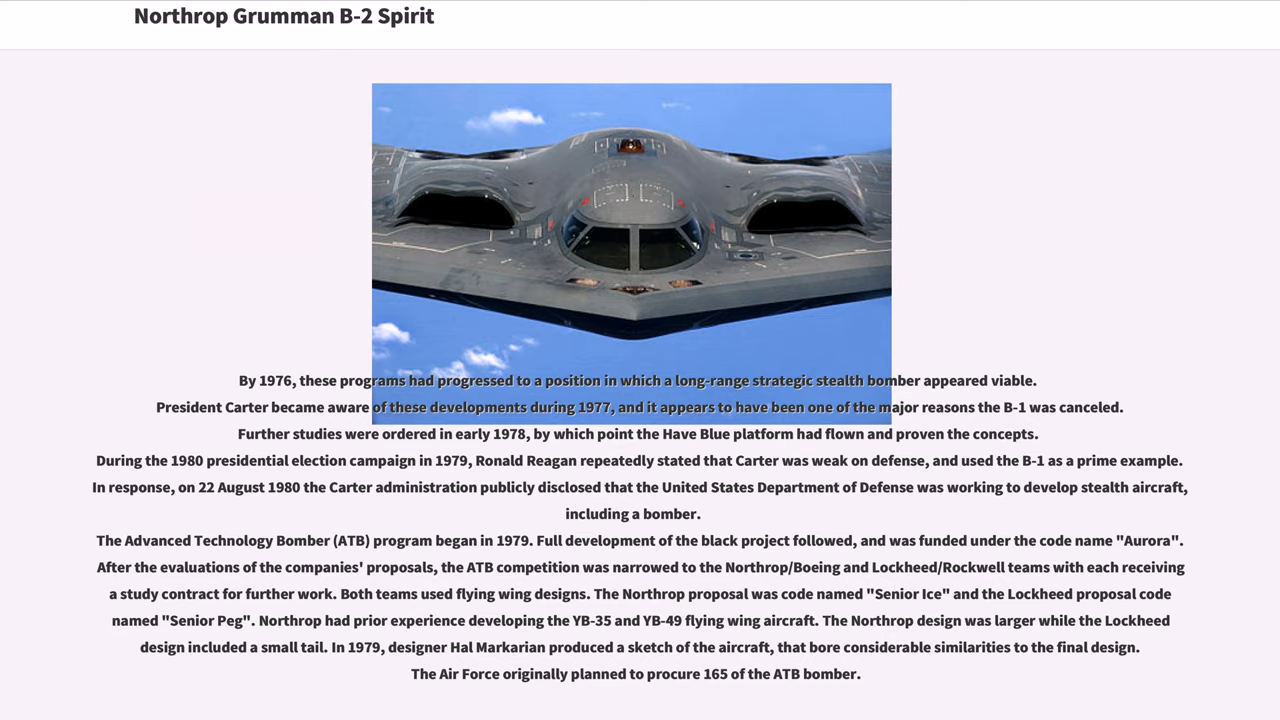 Northrop Grumman B-2 Spirit
By 1976, these programs had progressed to a position in which a long-range strategic stealth bomber appeared viable.
President Carter became aware of these developments during 1977, and it appears to have been one of the major reasons the B-1 was canceled.
Further studies were ordered in early 1978, by which point the Have Blue platform had flown and proven the concepts.
During the 1980 presidential election campaign in 1979, Ronald Reagan repeatedly stated that Carter was weak on defense, and used the B-1 as a prime example.
In response, on 22 August 1980 the Carter administration publicly disclosed that the United States Department of Defense was working to develop stealth aircraft,
including a bomber.
The Advanced Technology Bomber (ATB) program began in 1979. Full development of the black project followed, and was funded under the code name "Aurora".
After the evaluations of the companies' proposals, the ATB competition was narrowed to the Northrop/Boeing and Lockheed/Rockwell teams with each receiving
a study contract for further work. Both teams used flying wing designs. The Northrop proposal was code named "Senior Ice" and the Lockheed proposal code
named "Senior Peg". Northrop had prior experience developing the YB-35 and YB-49 flying wing aircraft. The Northrop design was larger while the Lockheed
design included a small tail. In 1979, designer Hal Markarian produced a sketch of the aircraft, that bore considerable similarities to the final design.
The Air Force originally planned to procure 165 of the ATB bomber.